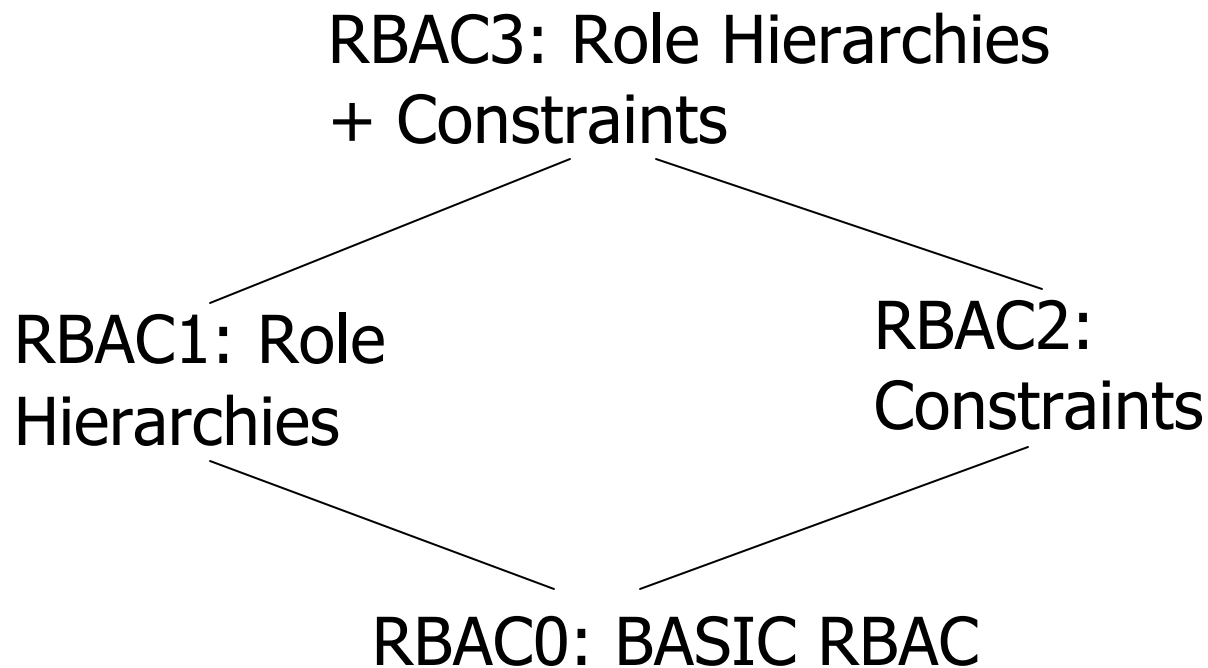 RBAC3: Role Hierarchies
+ Constraints
RBAC1: Role
Hierarchies
RBAC2:
Constraints
RBAC0: BASIC RBAC